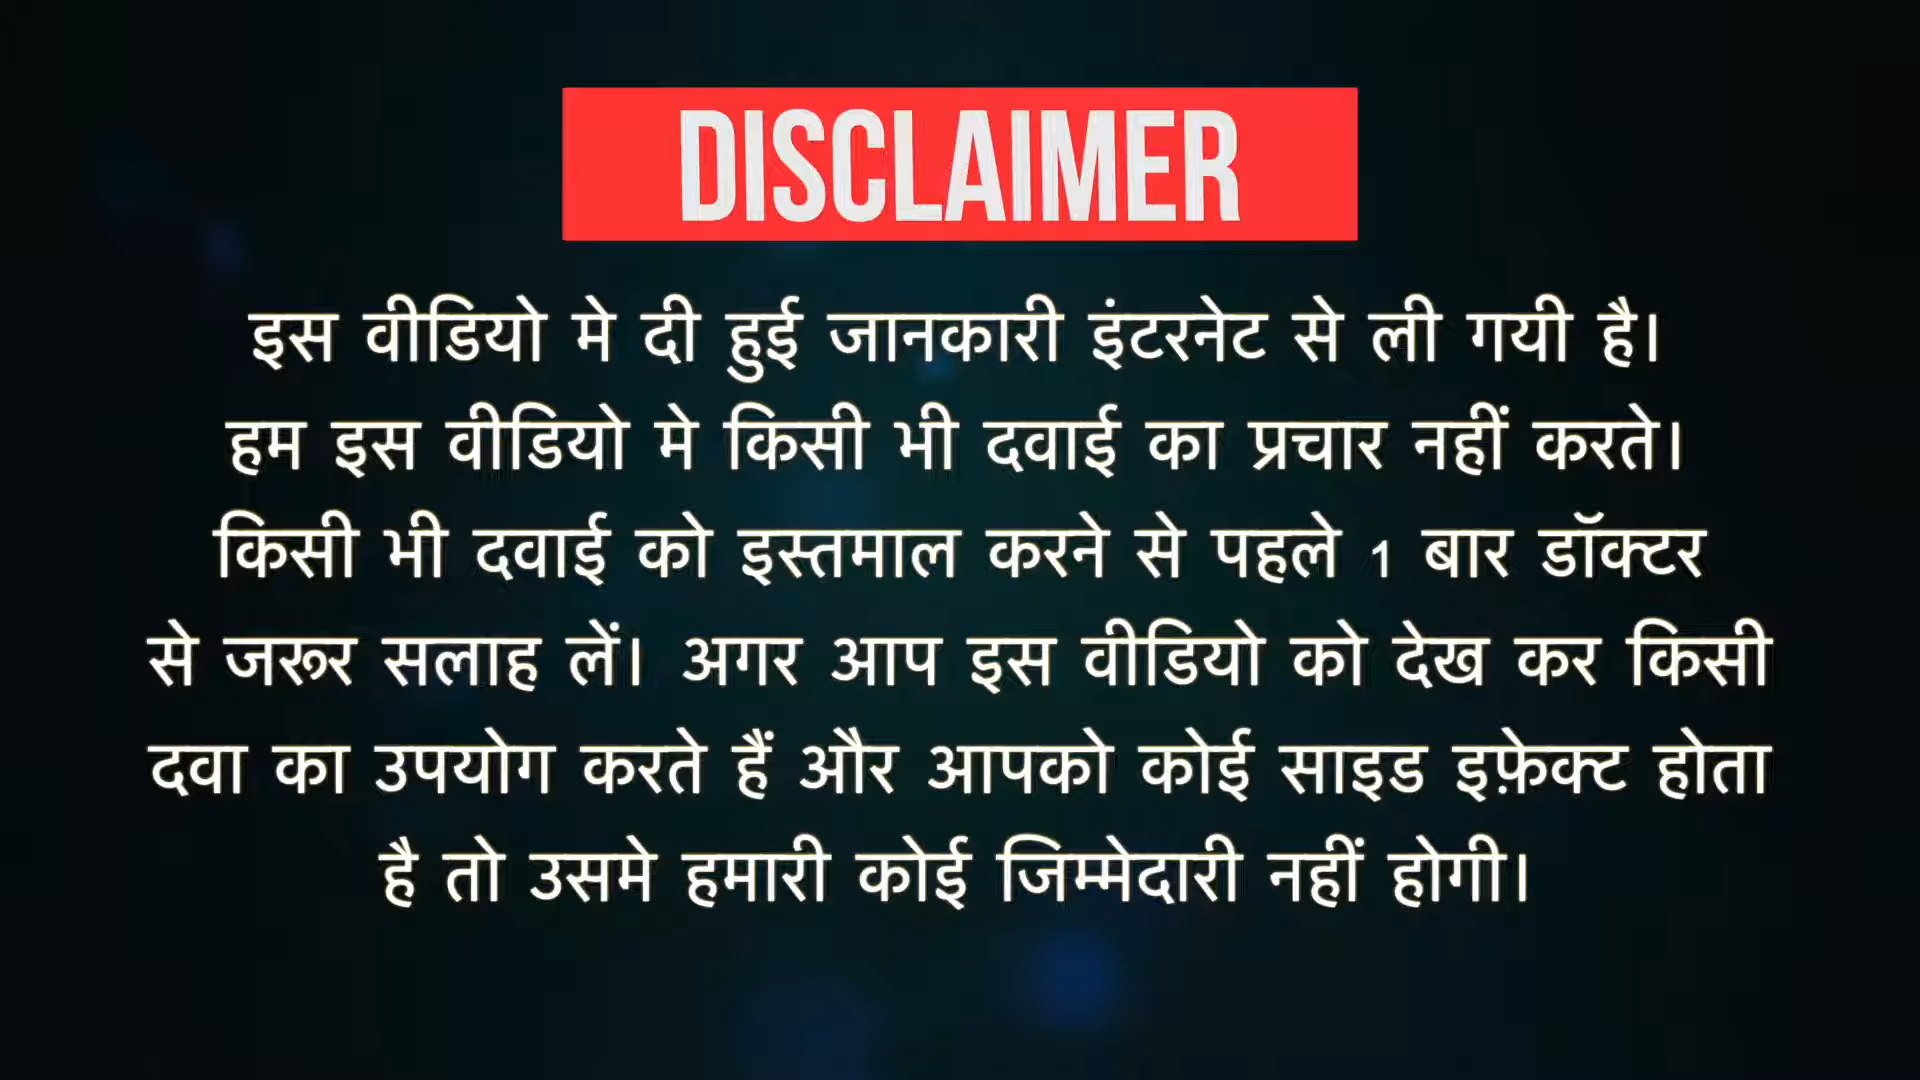 DISCLAIMER
इस वीडियो मे दी हुई जानकारी इंटरनेट से ली गयी है।
हम इस वीडियो मे किसी भी दवाई का प्रचार नहीं करते।
किसी भी दवाई को इस्तमाल करने से पहले 1 बार डॉक्टर
से जरूर सलाह लें। अगर आप इस वीडियो को देख कर किसी
दवा का उपयोग करते हैं और आपको कोई साइड इफ़ेक्ट होता
है तो उसमे हमारी कोई जिम्मेदारी नहीं होगी।